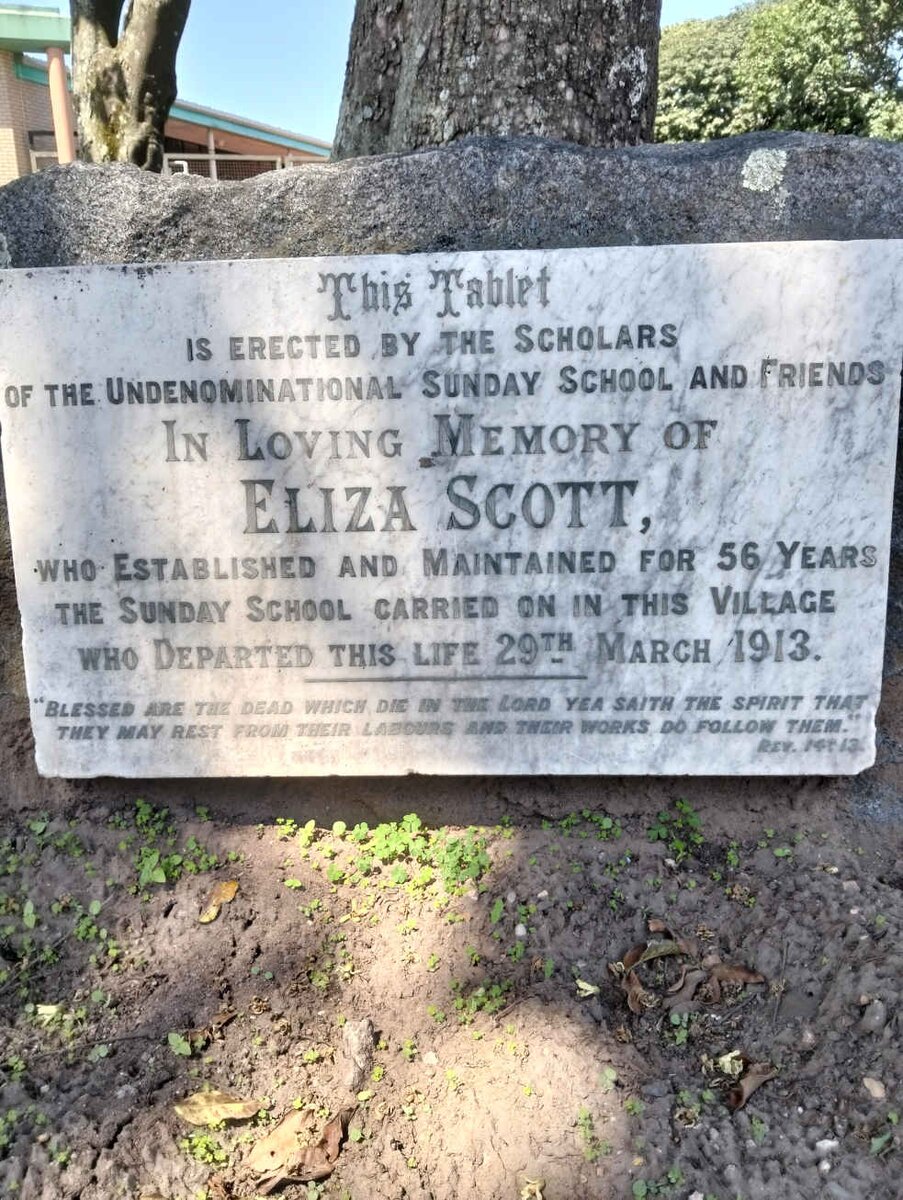 This Tablet
IS ERECTED BY THE SCHOLARS
OF THE UNDENOMINATIONAL SUNDAY SCHOOL AND FRIENDS
IN LOVING MEMORY OF
ELIZA SCOTT,
WHO ESTABLISHED AND MAINTAINED FOR 56 YEARS
THE SUNDAY SCHOOL CARRIED ON IN THIS VILLAGE
WHO DEPARTED THIS LIFE 29TH MARCH 1913.
"BLESSED ARE THE DEAD WHICH DIE IN THE LORD YEA SAITH THE SPIRIT THAT
THEY MAY REST FROM THEIR LABOURS AND THEIR WORKS DO FOLLOW THEM."
REV. 14: 13.